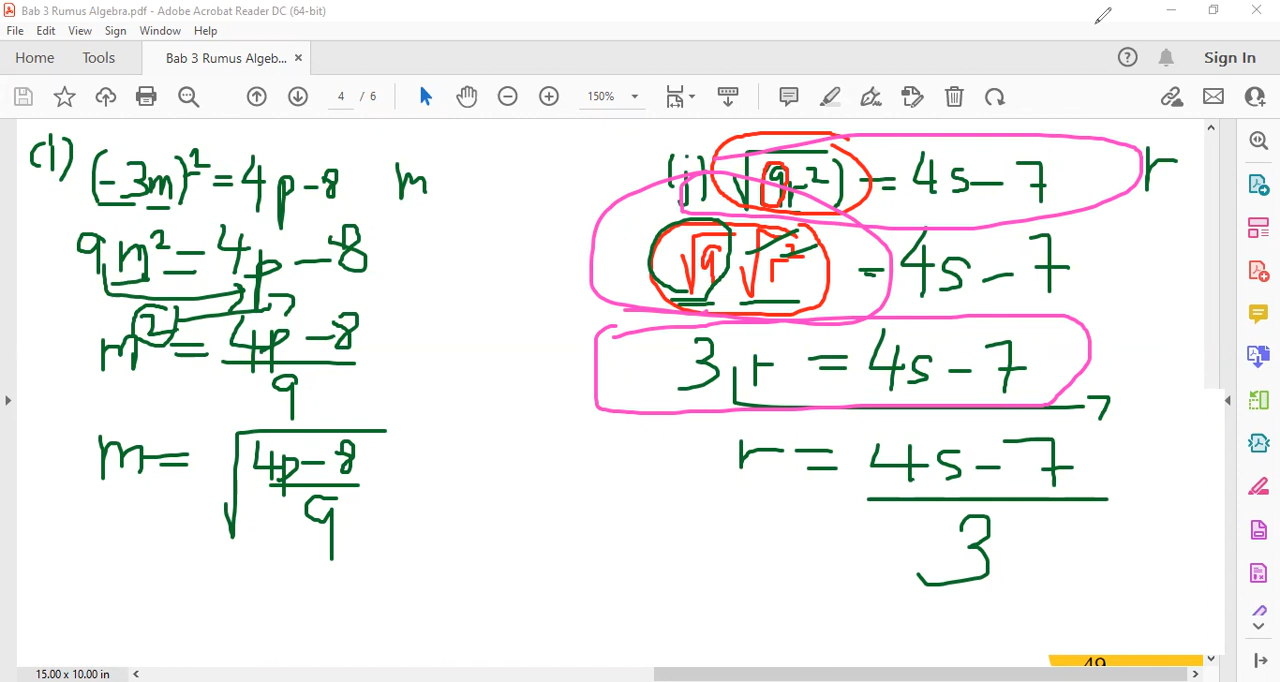 Bab 3 Rumus Algebra.pdf - Adobe Acrobat Reader DC (64-bit)
File Edit View Sign Window Help
Home Tools Bab 3 Rumus Algeb... × Sign In
4 / 6 150%
(i) (-3m)² = 4p-8 m
9m² = 4p-8
m² = 4p-8
9
m = √4p-8
9
(j) √(9r²) = 4s-7 r
√9 √r² = 4s-7
3r = 4s-7
r = 4s-7
3
49
15.00 x 10.00 in